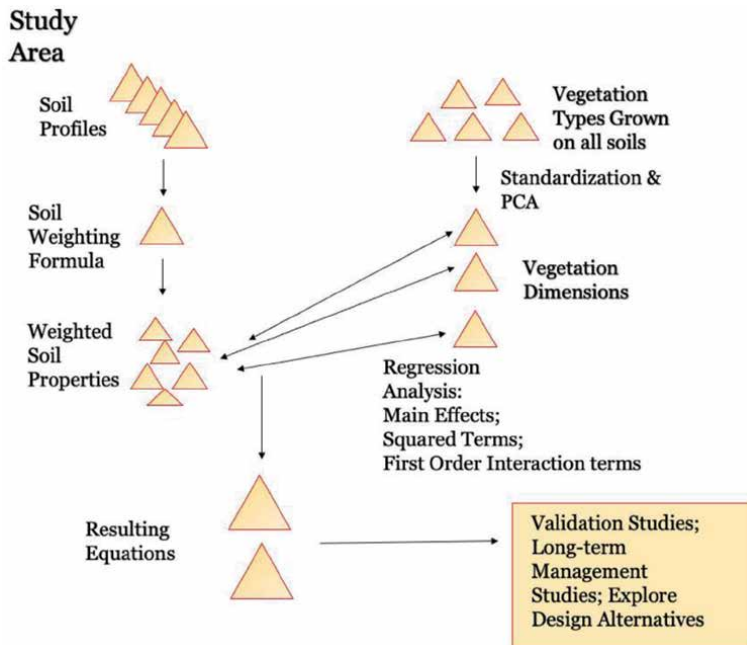 Study
Area
Soil
Profiles
Vegetation
Types Grown
on all soils
Standardization &
PCA
Soil
Weighting
Formula
Vegetation
Dimensions
Weighted
Soil
Properties
Regression
Analysis:
Main Effects;
Squared Terms;
First Order Interaction terms
Resulting
Equations
Validation Studies;
Long-term
Management
Studies; Explore
Design Alternatives